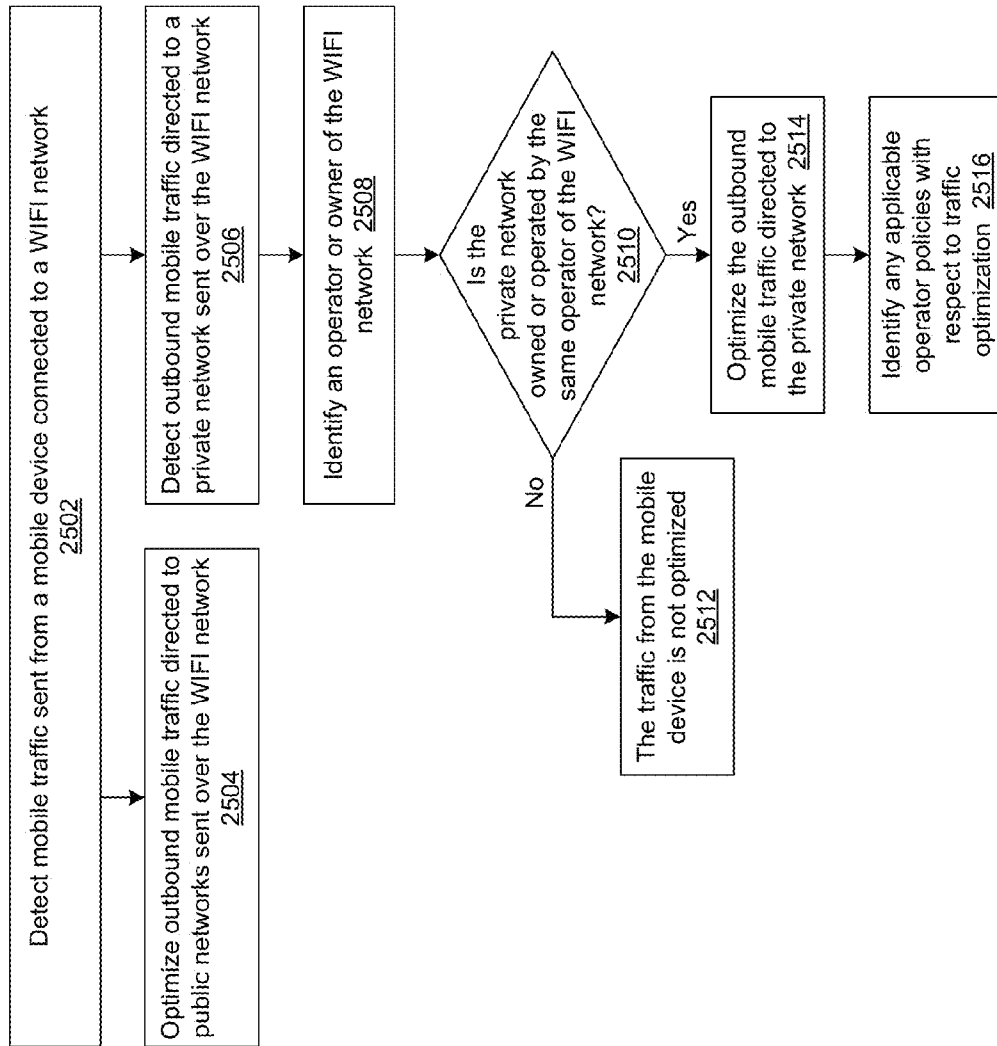 Detect mobile traffic sent from a mobile device connected to a WIFI network
2502
Optimize outbound mobile traffic directed to
public networks sent over the WIFI network
2504
Detect outbound mobile traffic directed to a
private network sent over the WIFI network
2506
Identify an operator or owner of the WIFI
network 2508
Is the
private network
owned or operated by the
same operator of the WIFI
network?
2510
No
The traffic from the mobile
device is not optimized
2512
Yes
Optimize the outbound
mobile traffic directed to
the private network 2514
Identify any applicable
operator policies with
respect to traffic
optimization 2516